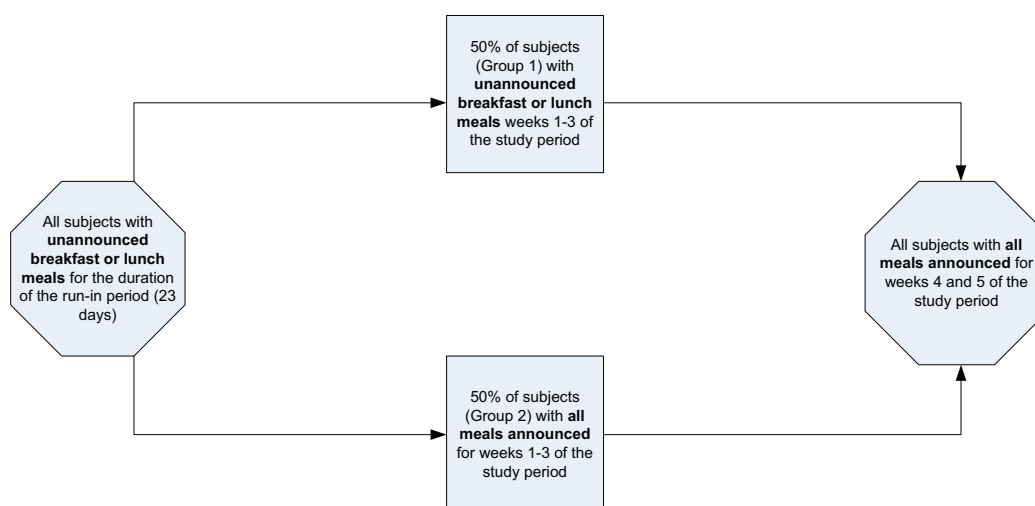 All subjects with
unannounced
breakfast or lunch
meals for the duration
of the run-in period (23
days)
50% of subjects
(Group 1) with
unannounced
breakfast or lunch
meals weeks 1-3 of
the study period
50% of subjects
(Group 2) with all
meals announced
for weeks 1-3 of the
study period
All subjects with all
meals announced for
weeks 4 and 5 of the
study period